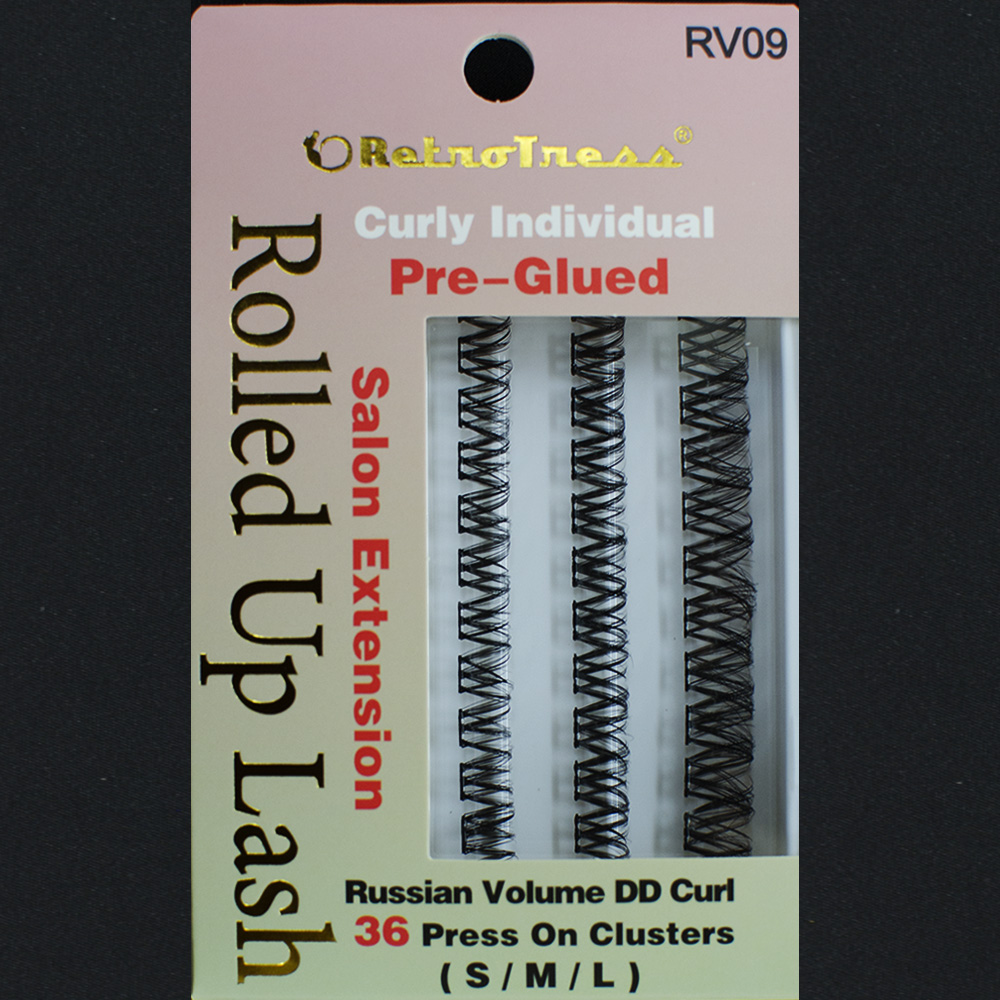 RV09
RetroTress®
Curly Individual
Pre-Glued
Rolled Up Lash
Salon Extension
Russian Volume DD Curl
36 Press On Clusters
( S / M / L )